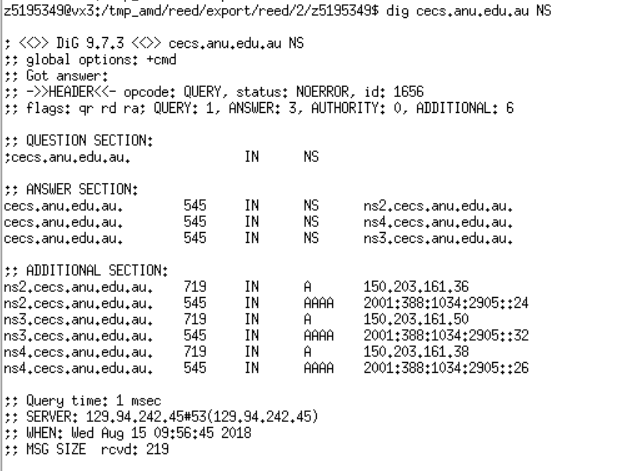 z5195349@vx3:/tmp_amd/reed/export/reed/2/z5195349$ dig cecs.anu.edu.au NS
; <<>> DiG 9.7.3 <<>> cecs.anu.edu.au NS
;; global options: +cmd
;; Got answer:
;; ->>HEADER<<- opcode: QUERY, status: NOERROR, id: 1656
;; flags: qr rd ra; QUERY: 1, ANSWER: 3, AUTHORITY: 0, ADDITIONAL: 6
;; QUESTION SECTION:
;cecs.anu.edu.au. IN NS
;; ANSWER SECTION:
cecs.anu.edu.au. 545 IN NS ns2.cecs.anu.edu.au.
cecs.anu.edu.au. 545 IN NS ns4.cecs.anu.edu.au.
cecs.anu.edu.au. 545 IN NS ns3.cecs.anu.edu.au.
;; ADDITIONAL SECTION:
ns2.cecs.anu.edu.au. 719 IN A 150.203.161.36
ns2.cecs.anu.edu.au. 545 IN AAAA 2001:388:1034:2905::24
ns3.cecs.anu.edu.au. 719 IN A 150.203.161.50
ns3.cecs.anu.edu.au. 545 IN AAAA 2001:388:1034:2905::32
ns4.cecs.anu.edu.au. 719 IN A 150.203.161.38
ns4.cecs.anu.edu.au. 545 IN AAAA 2001:388:1034:2905::26
;; Query time: 1 msec
;; SERVER: 129.94.242.45#53(129.94.242.45)
;; WHEN: Wed Aug 15 09:56:45 2018
;; MSG SIZE rcvd: 219